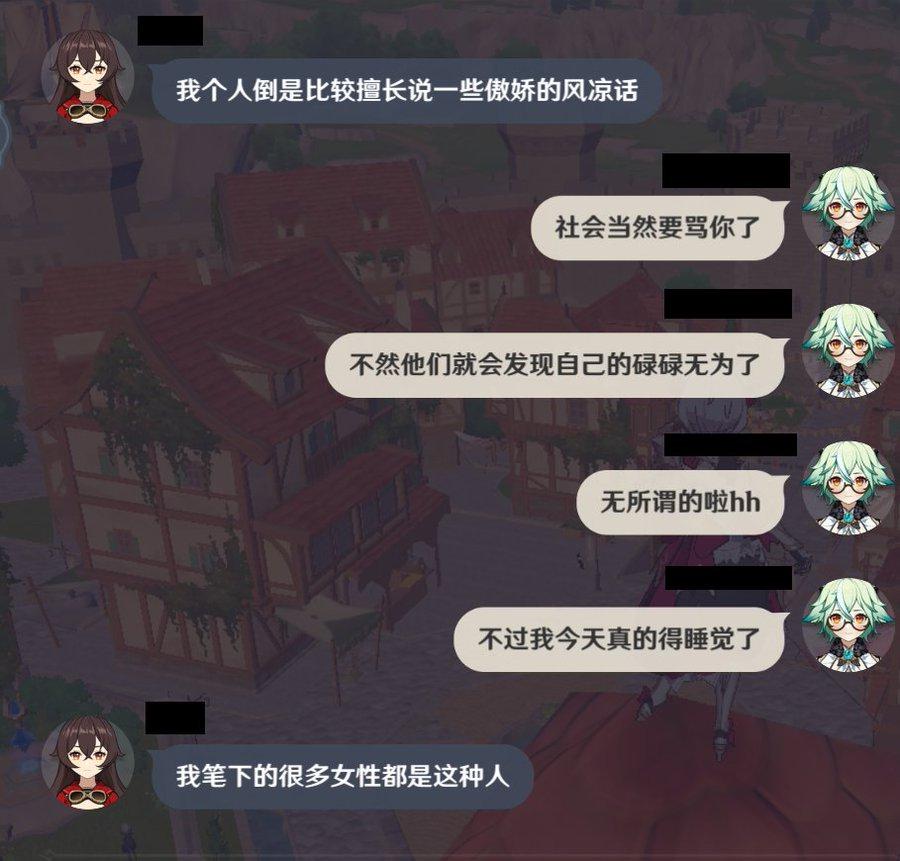 我个人倒是比较擅长说一些傲娇的风凉话
社会当然要骂你了
不然他们就会发现自己的碌碌无为了
无所谓的啦hh
不过我今天真的得睡觉了
我笔下的很多女性都是这种人